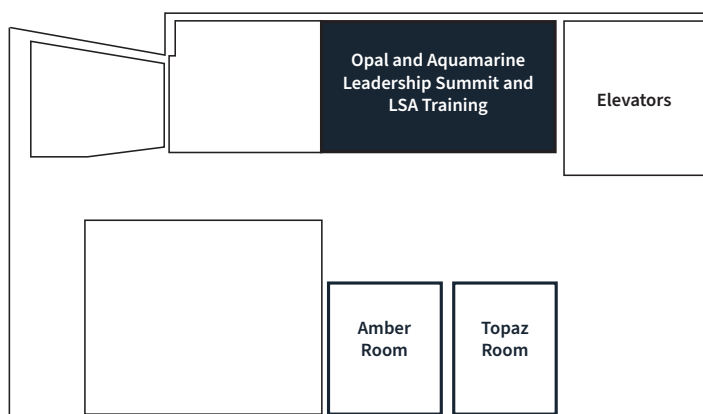 Opal and Aquamarine
Leadership Summit and
LSA Training
Elevators
Amber
Room
Topaz
Room